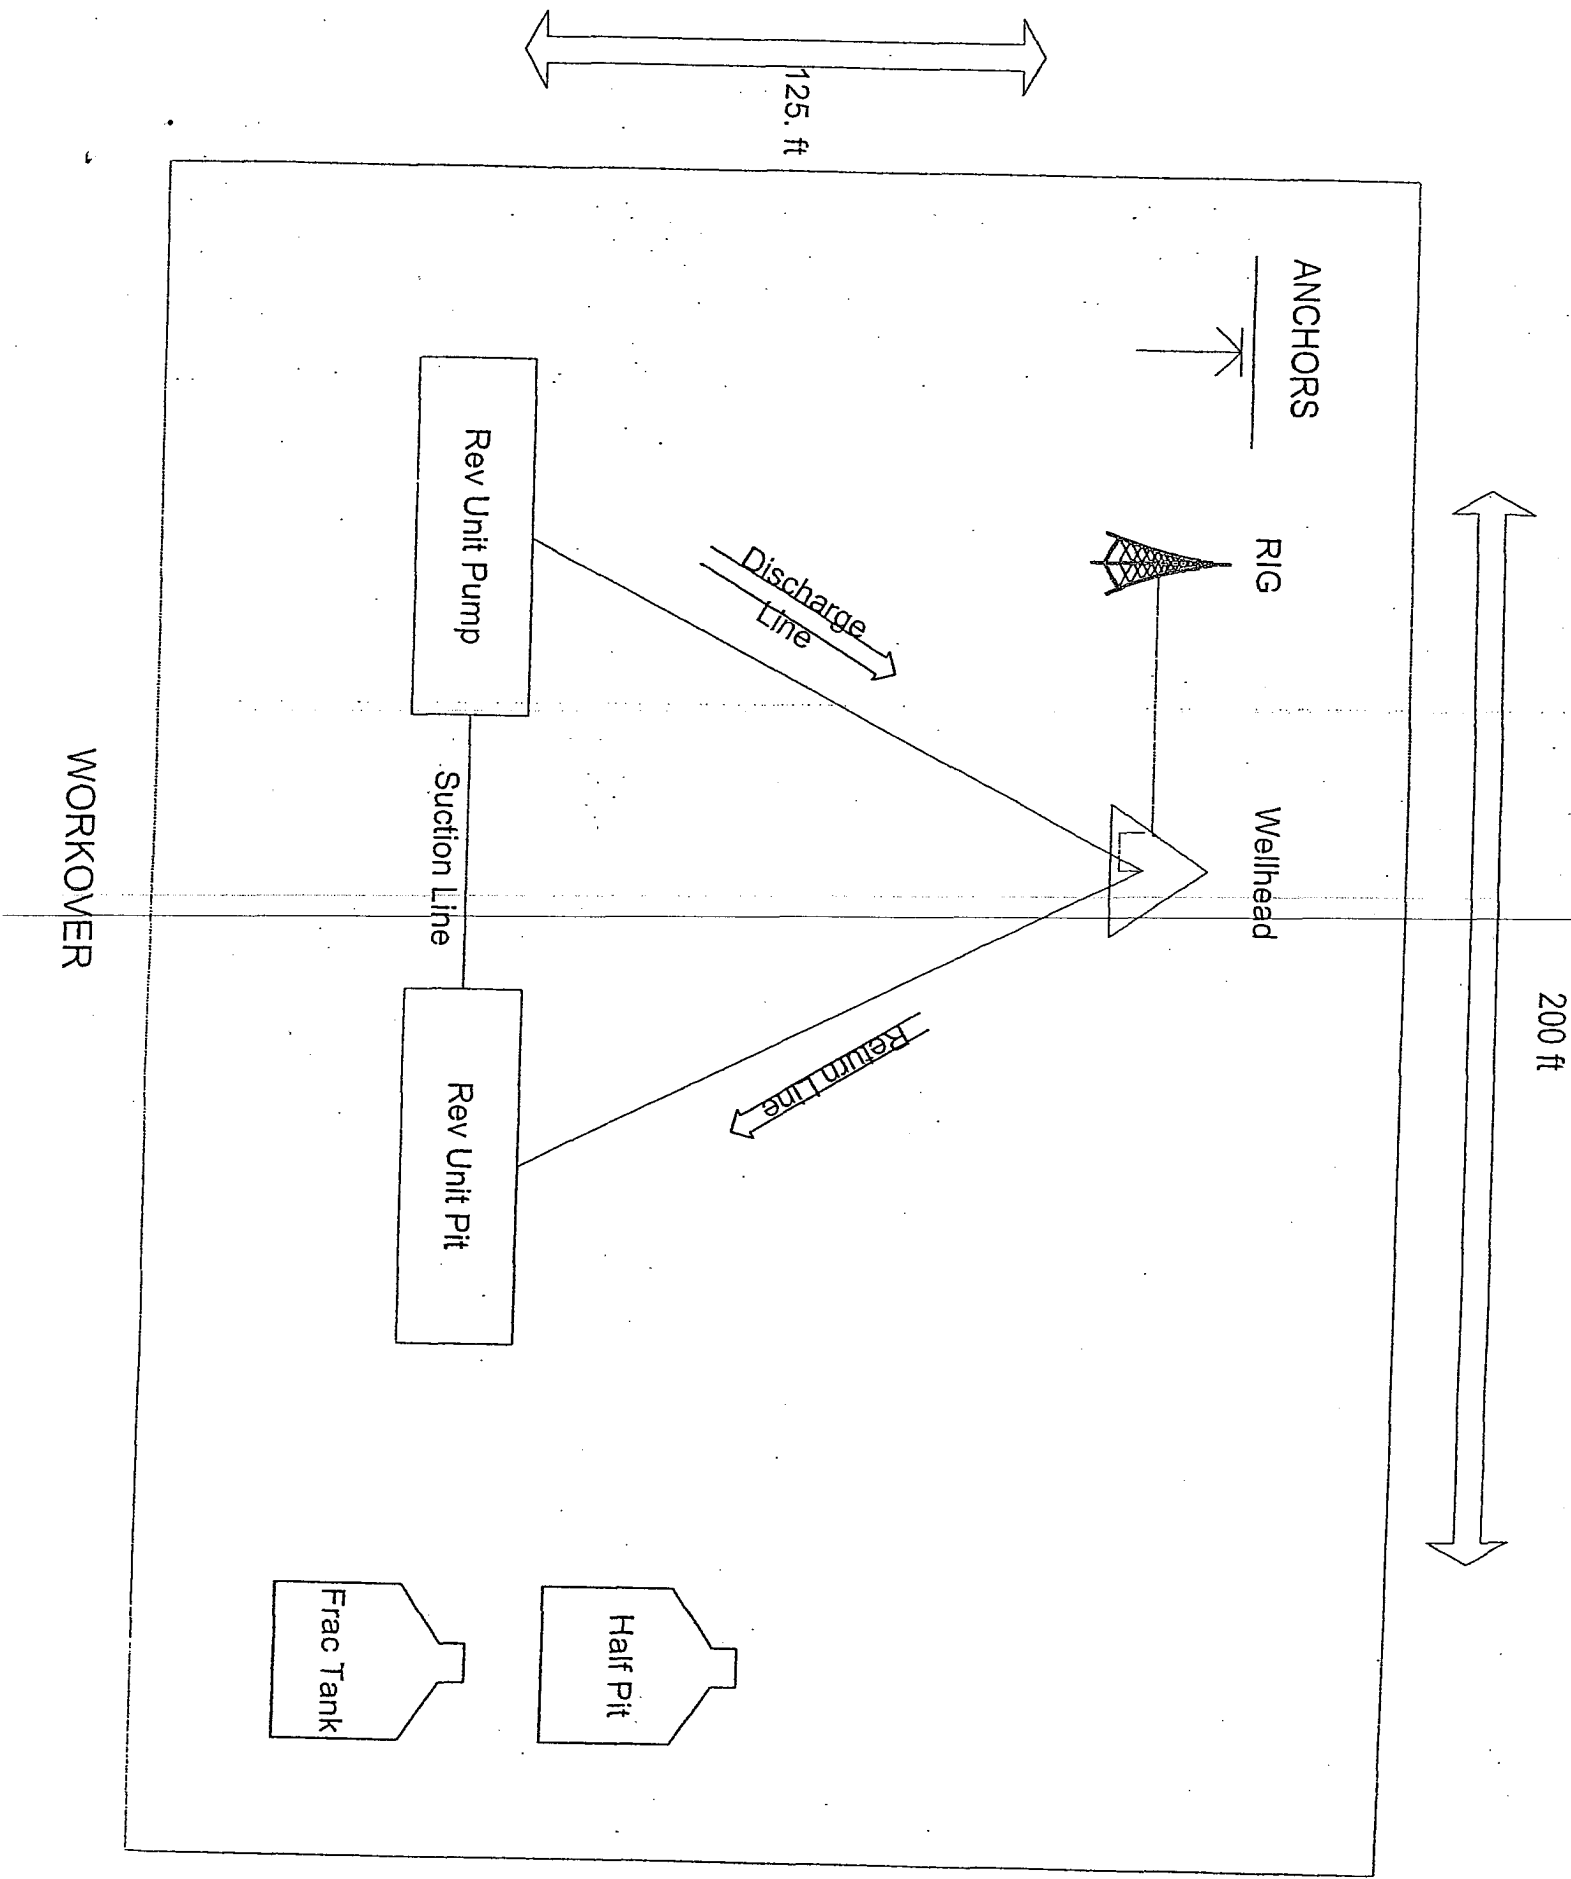 200 ft
125. ft
ANCHORS
RIG
Wellhead
Discharge
Line
Return Line
Rev Unit Pump
Suction Line
Rev Unit Pit
Half Pit
Frac Tank
WORKOVER